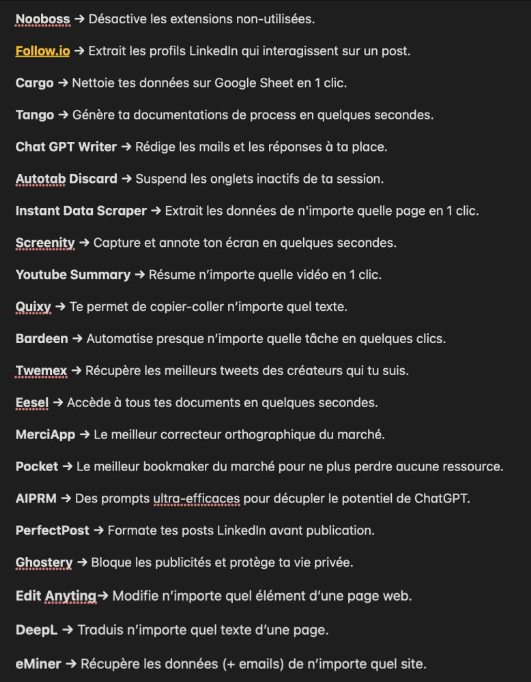 Nooboss → Désactive les extensions non-utilisées.
Follow.io → Extrait les profils LinkedIn qui interagissent sur un post.
Cargo → Nettoie tes données sur Google Sheet en 1 clic.
Tango → Génère ta documentations de process en quelques secondes.
Chat GPT Writer → Rédige les mails et les réponses à ta place.
Autotab Discard → Suspend les onglets inactifs de ta session.
Instant Data Scraper → Extrait les données de n'importe quelle page en 1 clic.
Screenity → Capture et annote ton écran en quelques secondes.
Youtube Summary → Résume n’importe quelle vidéo en 1 clic.
Quixy → Te permet de copier-coller n’importe quel texte.
Bardeen → Automatise presque n’importe quelle tâche en quelques clics.
Twemex → Récupère les meilleurs tweets des créateurs qui tu suis.
Eesel → Accède à tous tes documents en quelques secondes.
MerciApp → Le meilleur correcteur orthographique du marché.
Pocket → Le meilleur bookmaker du marché pour ne plus perdre aucune ressource.
AIPRM → Des prompts ultra-efficaces pour décupler le potentiel de ChatGPT.
PerfectPost → Formate tes posts LinkedIn avant publication.
Ghostery → Bloque les publicités et protège ta vie privée.
Edit Anyting→ Modifie n’importe quel élément d’une page web.
DeepL → Traduis n’importe quel texte d’une page.
eMiner → Récupère les données (+ emails) de n’importe quel site.